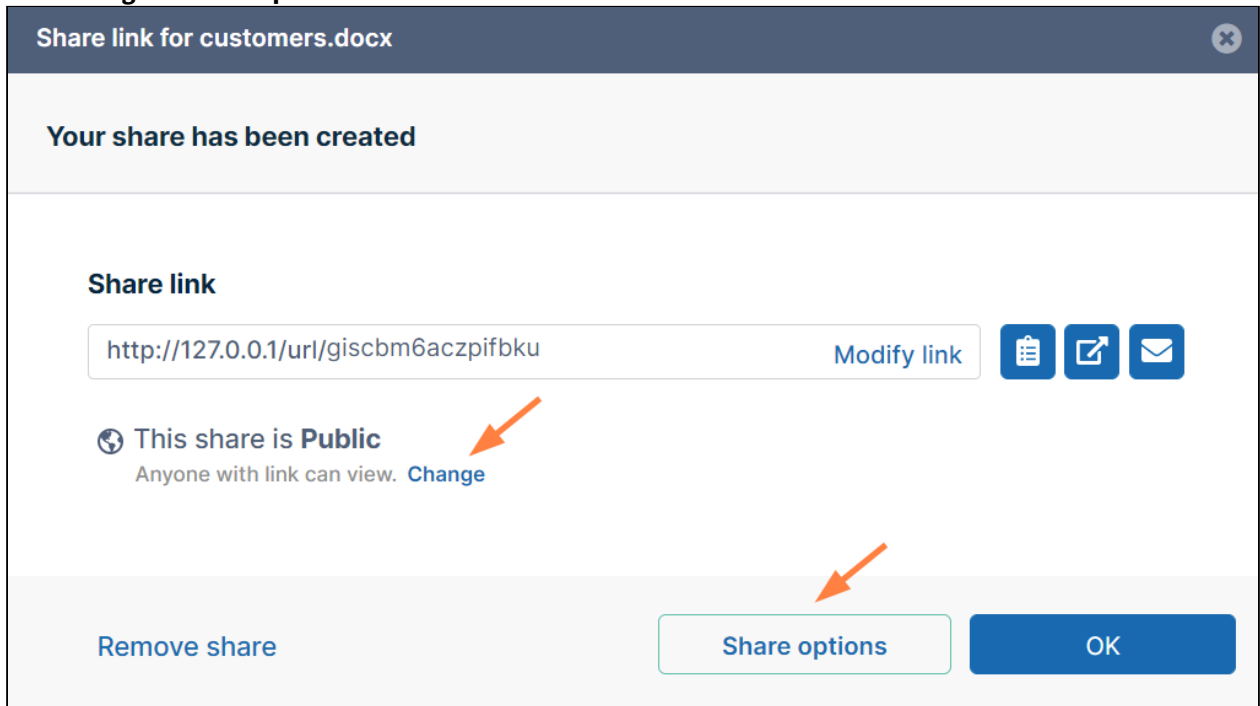 Share link for customers.docx
Your share has been created
Share link
http://127.0.0.1/url/giscbm6aczpifbku Modify link
This share is Public
Anyone with link can view. Change
Remove share Share options OK